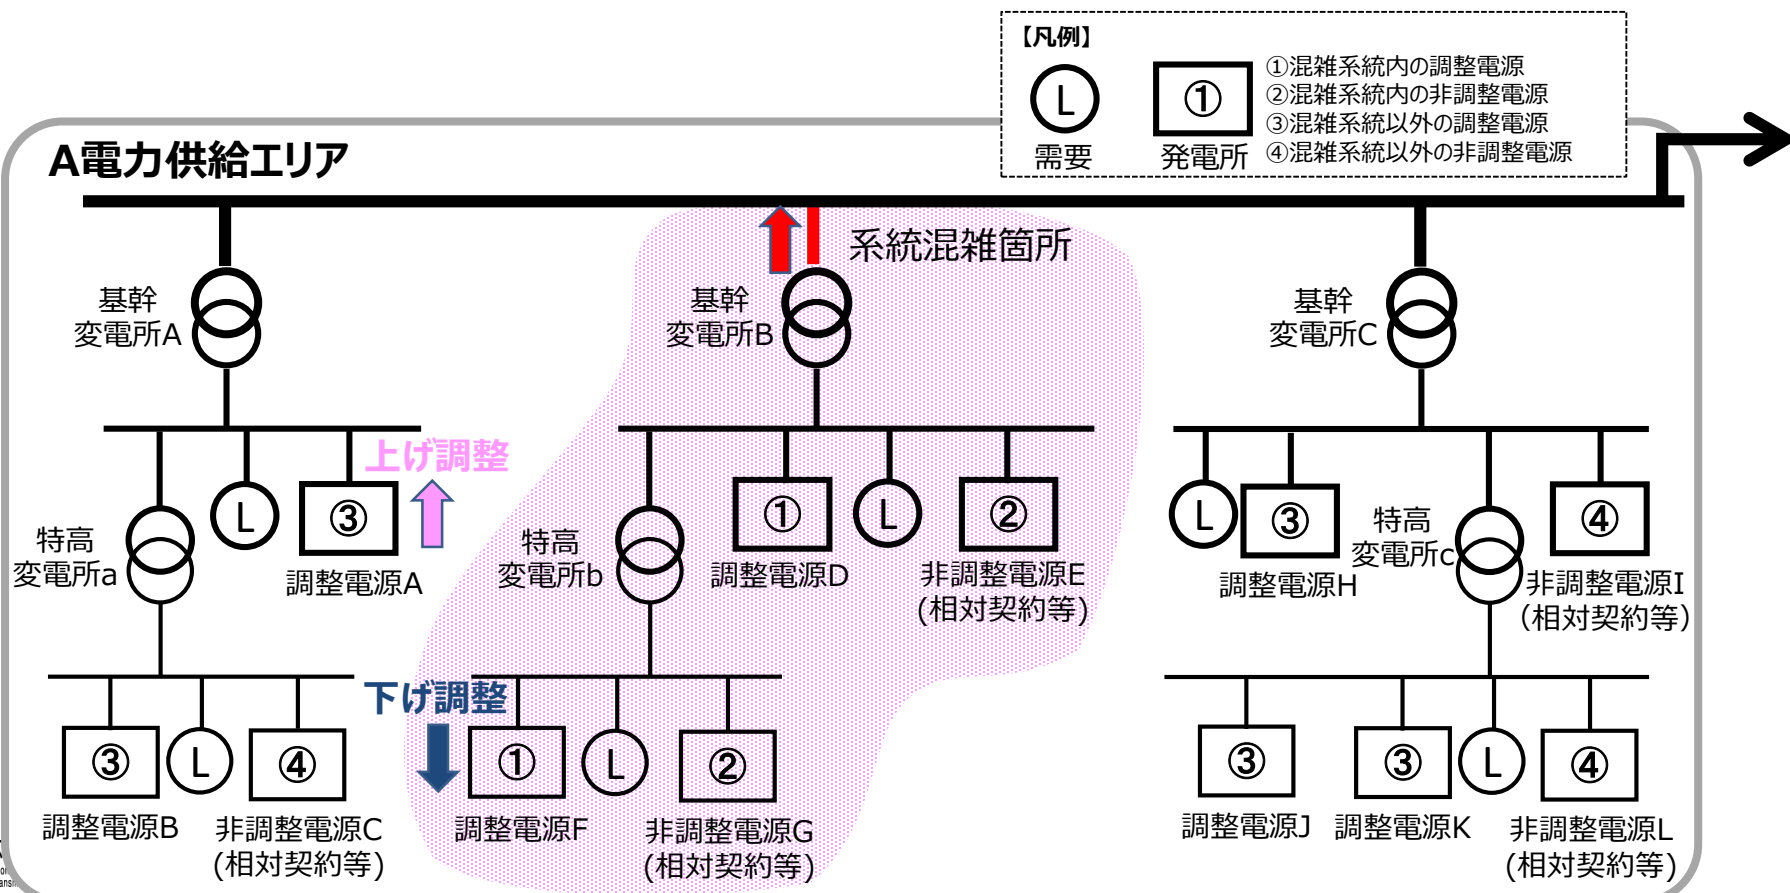 【凡例】
L
需要
①
発電所
①混雑系統内の調整電源
②混雑系統内の非調整電源
③混雑系統以外の調整電源
④混雑系統以外の非調整電源
A電力供給エリア
系統混雑箇所
基幹
変電所A
基幹
変電所B
基幹
変電所C
上げ調整
L
③
調整電源A
特高
変電所a
①
調整電源D
L
②
非調整電源E
(相対契約等)
特高
変電所b
L
③
調整電源H
特高
変電所c
④
非調整電源I
(相対契約等)
下げ調整
③
調整電源B
L
④
非調整電源C
(相対契約等)
①
調整電源F
L
②
非調整電源G
(相対契約等)
③
調整電源J
③
調整電源K
L
④
非調整電源L
(相対契約等)